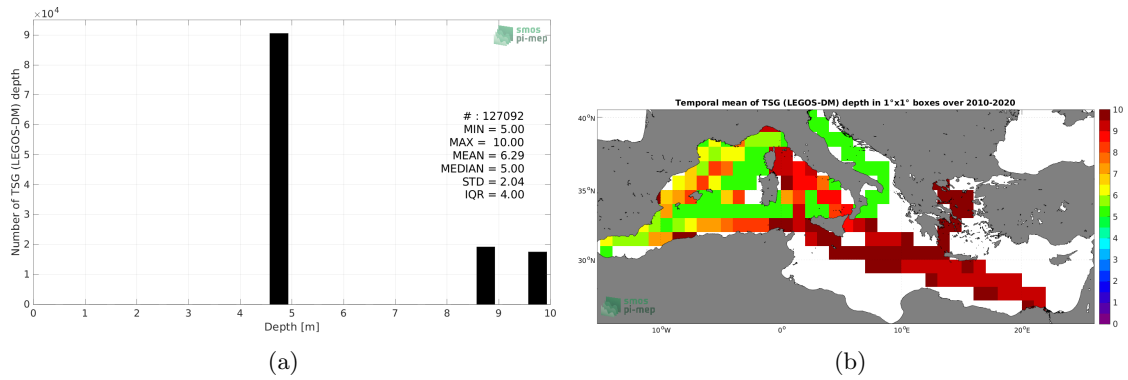 ×10⁴
10
9
8
7
6
5
4
3
2
1
0
Number of TSG (LEGOS-DM) depth
smos
pi-mep
# : 127092
MIN = 5.00
MAX = 10.00
MEAN = 6.29
MEDIAN = 5.00
STD = 2.04
IQR = 4.00
0 1 2 3 4 5 6 7 8 9 10
Depth [m]
(a)
Temporal mean of TSG (LEGOS-DM) depth in 1°x1° boxes over 2010-2020
40°N
35°N
30°N
10°W 0° 10°E 20°E
smos
pi-mep
10
9
8
7
6
5
4
3
2
1
0
(b)